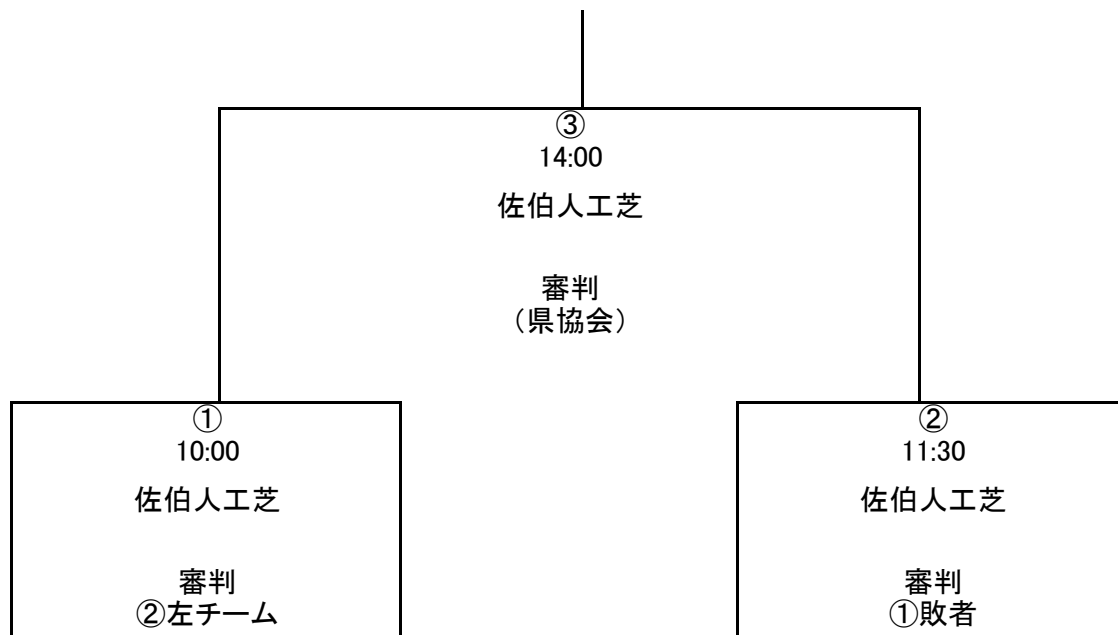 ③
14:00
佐伯人工芝
審判
（県協会）
①
10:00
佐伯人工芝
審判
②左チーム
②
11:30
佐伯人工芝
審判
①敗者